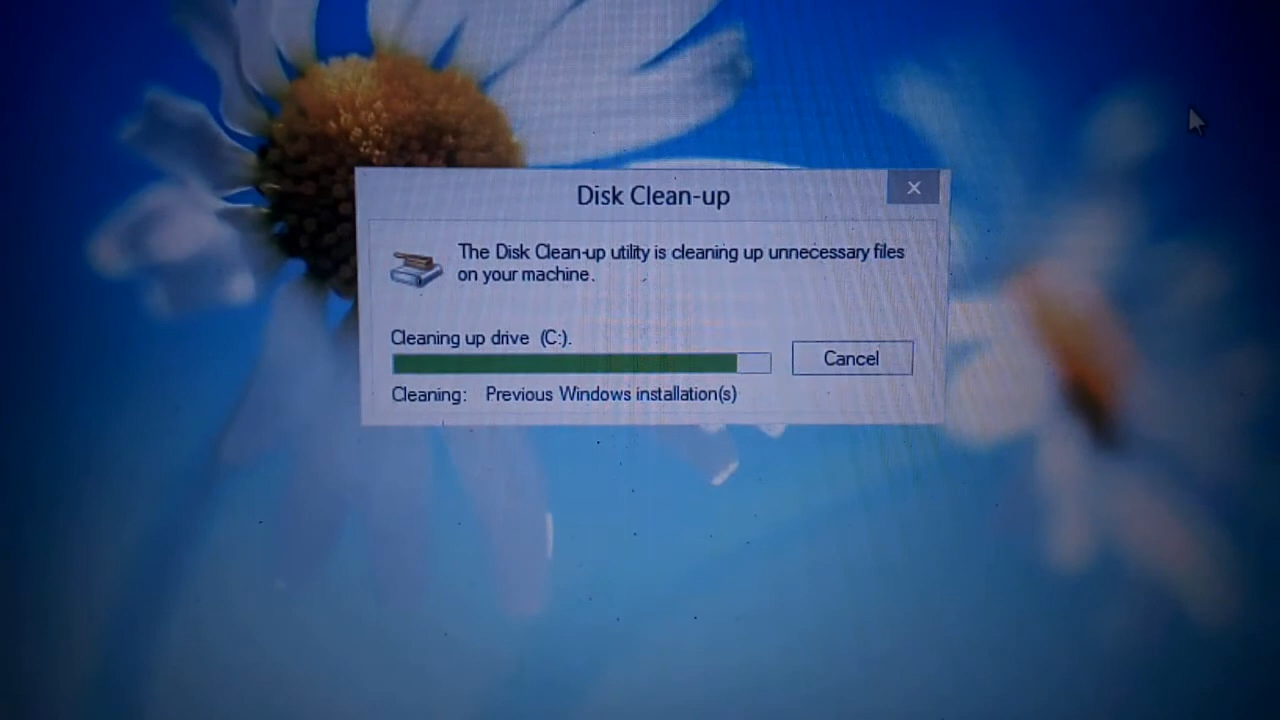 Disk Clean-up
The Disk Clean-up utility is cleaning up unnecessary files
on your machine.
Cleaning up drive (C:).
Cancel
Cleaning: Previous Windows installation(s)